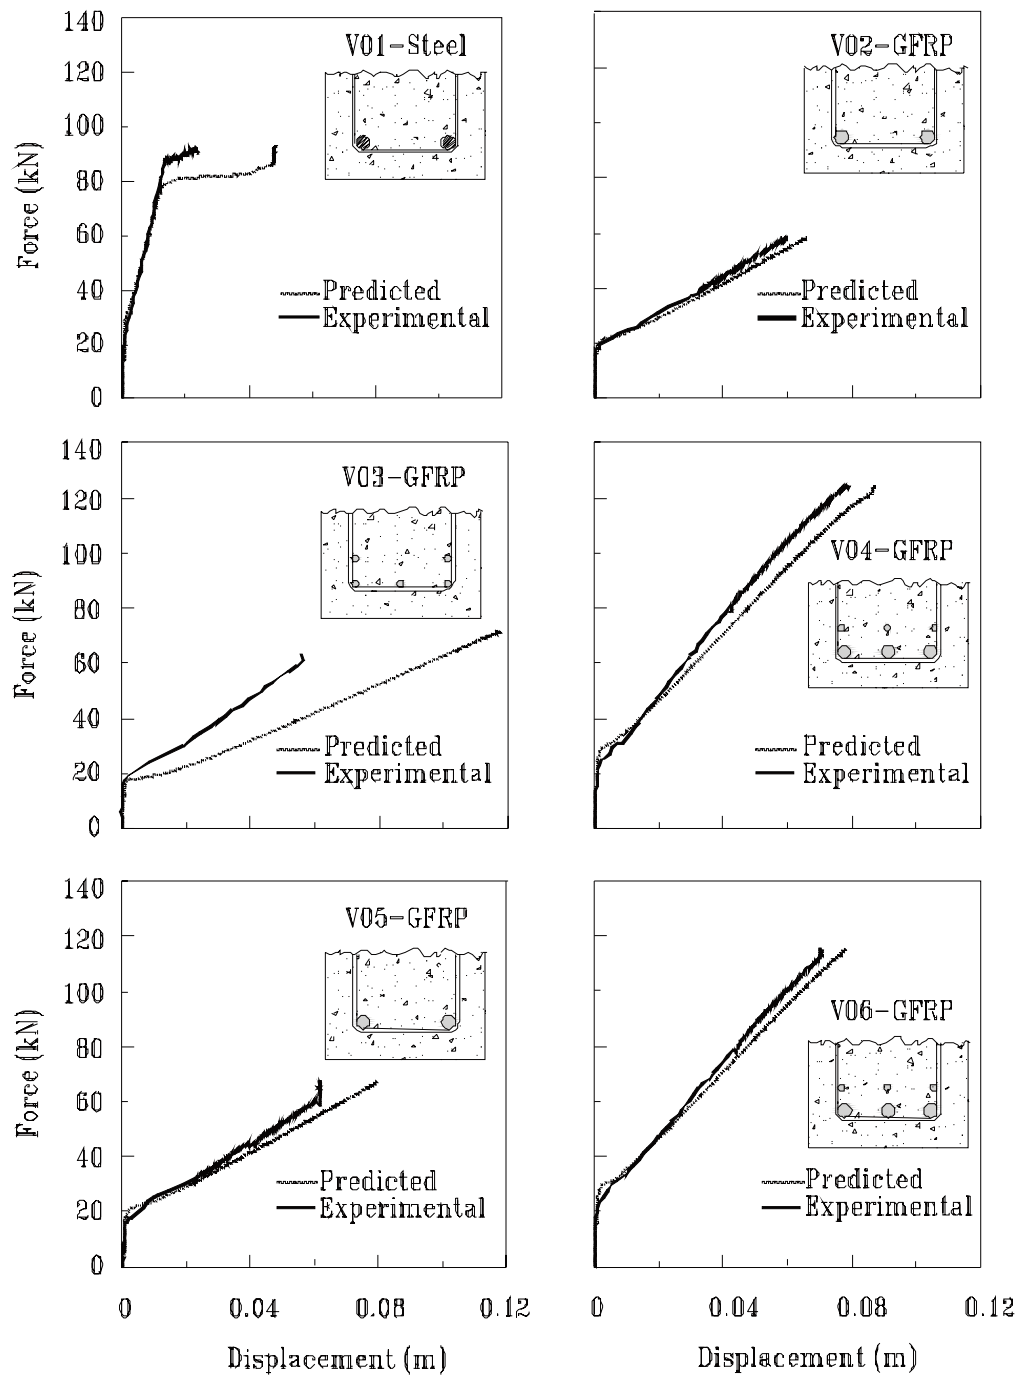 140
120
100
80
60
40
20
0
Force (kN)
V01-Steel
Predicted
Experimental
V02-GFRP
Predicted
Experimental
140
120
100
80
60
40
20
0
Force (kN)
V03-GFRP
Predicted
Experimental
V04-GFRP
Predicted
Experimental
140
120
100
80
60
40
20
0
Force (kN)
V05-GFRP
Predicted
Experimental
V06-GFRP
Predicted
Experimental
0 0.04 0.08 0.12
Displacement (m)
0 0.04 0.08 0.12
Displacement (m)